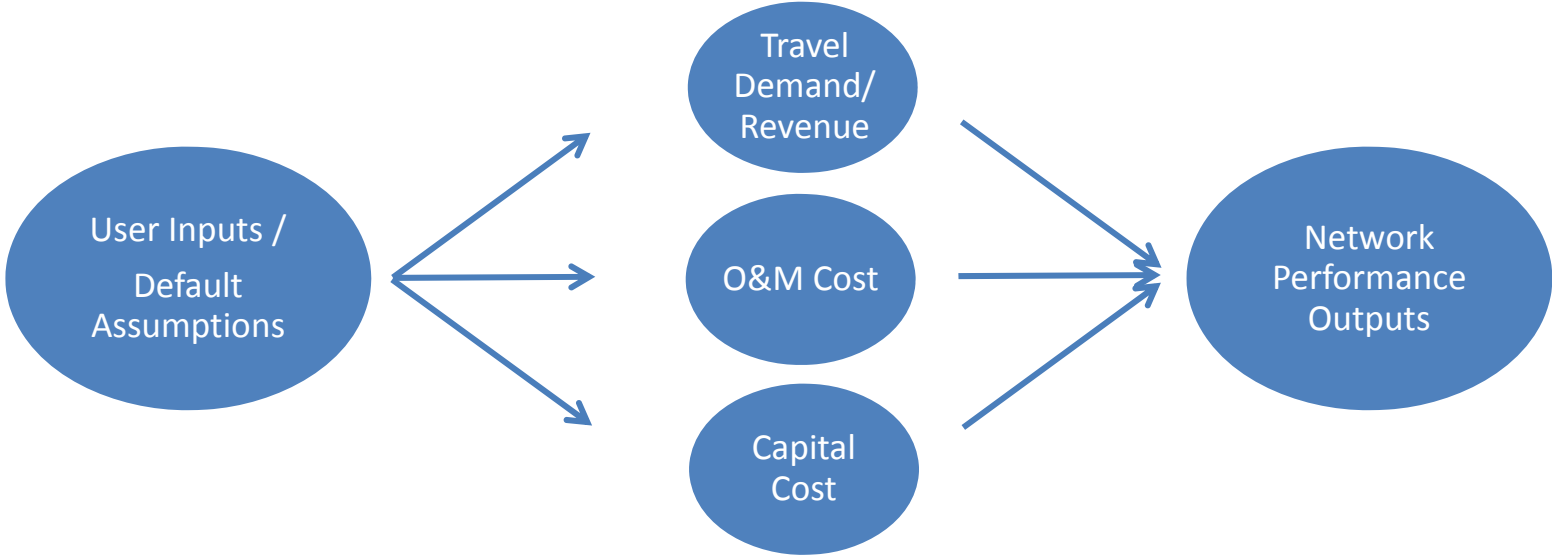 User Inputs /
Default
Assumptions
Travel
Demand/
Revenue
O&M Cost
Capital
Cost
Network
Performance
Outputs